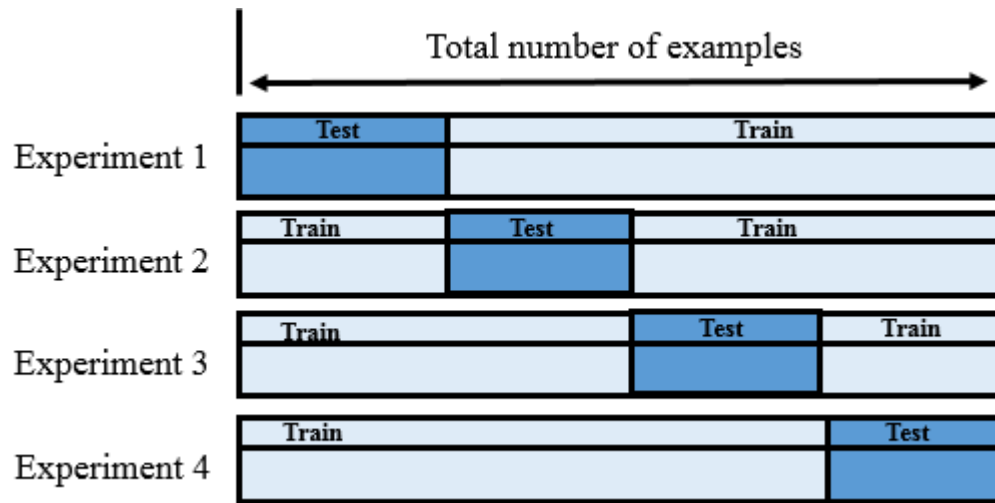 Total number of examples
Test Train
Experiment 1
Train Test Train
Experiment 2
Train Test Train
Experiment 3
Train Test
Experiment 4